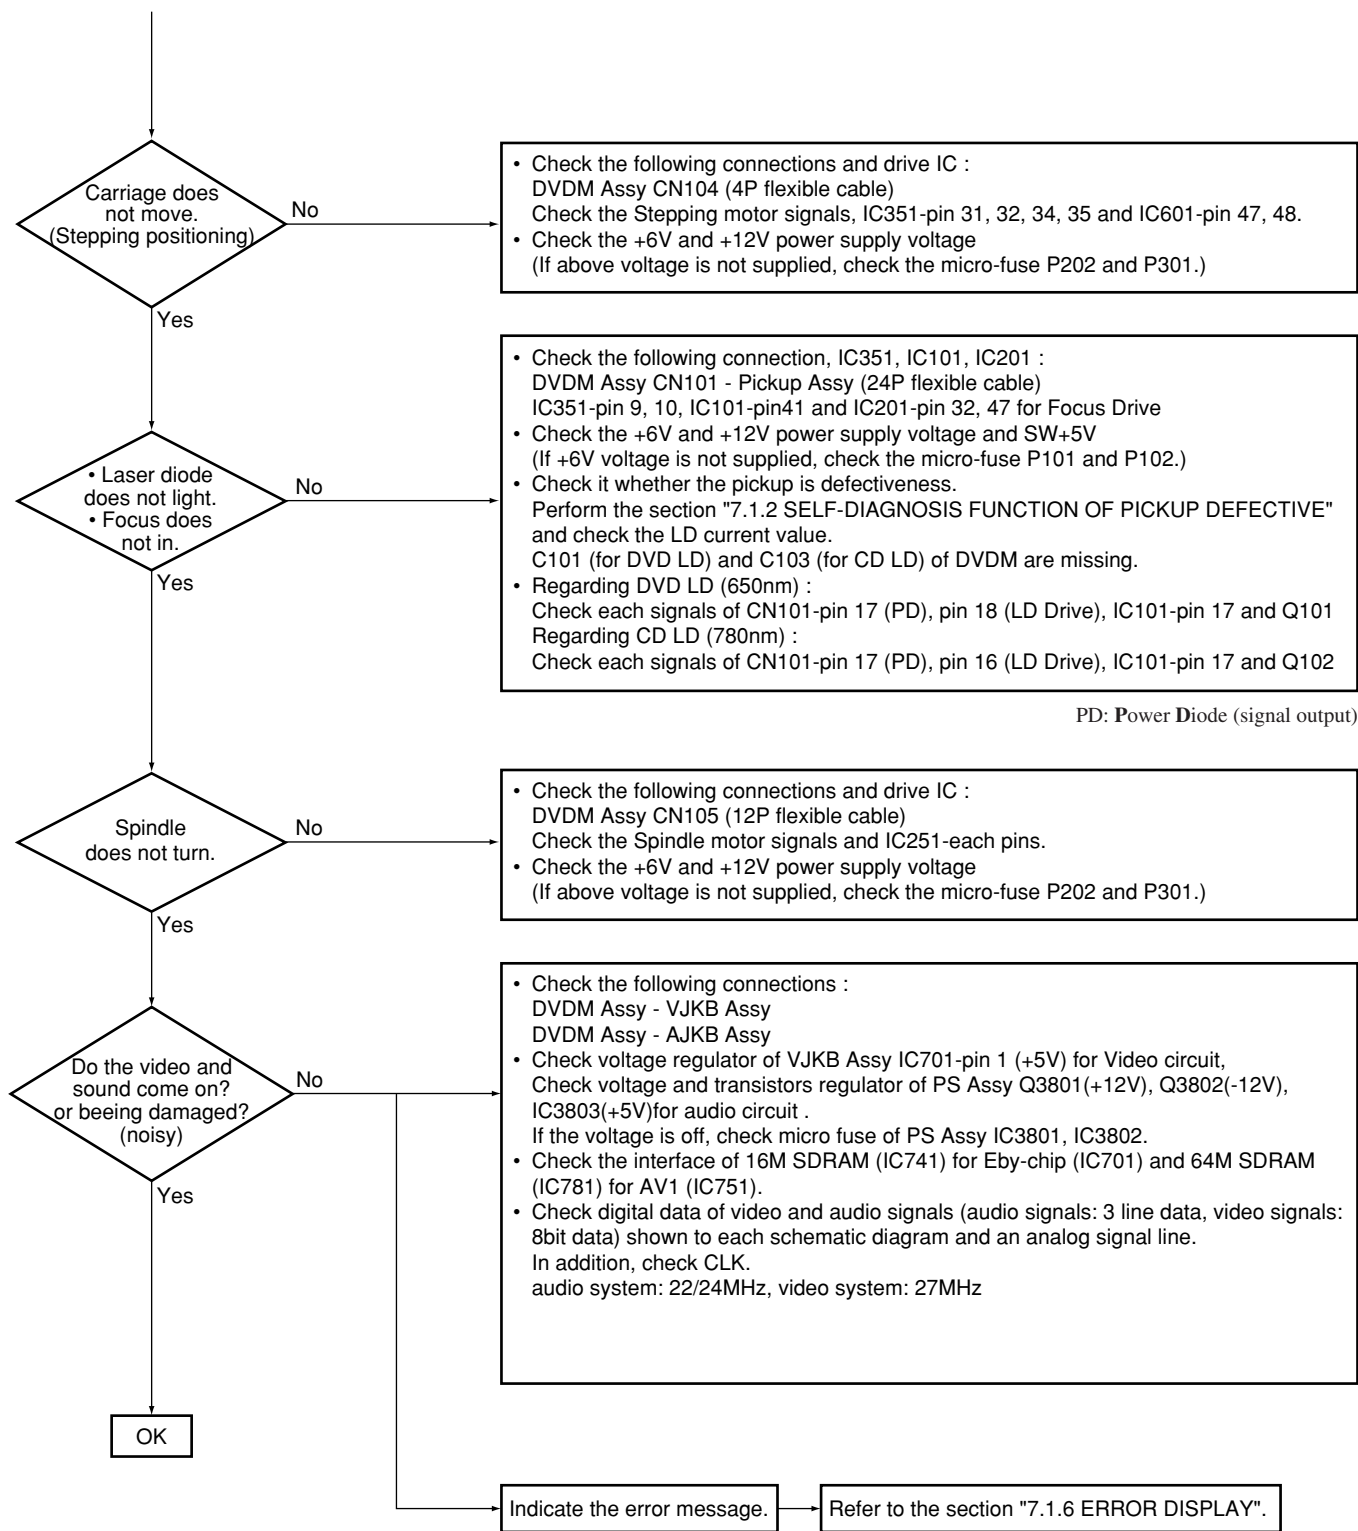 Carriage does
not move.
(Stepping positioning)
No
Yes
• Check the following connections and drive IC :
DVDM Assy CN104 (4P flexible cable)
Check the Stepping motor signals, IC351-pin 31, 32, 34, 35 and IC601-pin 47, 48.
• Check the +6V and +12V power supply voltage
(If above voltage is not supplied, check the micro-fuse P202 and P301.)
• Laser diode
does not light.
• Focus does
not in.
No
Yes
• Check the following connection, IC351, IC101, IC201 :
DVDM Assy CN101 - Pickup Assy (24P flexible cable)
IC351-pin 9, 10, IC101-pin41 and IC201-pin 32, 47 for Focus Drive
• Check the +6V and +12V power supply voltage and SW+5V
(If +6V voltage is not supplied, check the micro-fuse P101 and P102.)
• Check it whether the pickup is defectiveness.
Perform the section "7.1.2 SELF-DIAGNOSIS FUNCTION OF PICKUP DEFECTIVE"
and check the LD current value.
C101 (for DVD LD) and C103 (for CD LD) of DVDM are missing.
• Regarding DVD LD (650nm) :
Check each signals of CN101-pin 17 (PD), pin 18 (LD Drive), IC101-pin 17 and Q101
Regarding CD LD (780nm) :
Check each signals of CN101-pin 17 (PD), pin 16 (LD Drive), IC101-pin 17 and Q102
PD: Power Diode (signal output)
Spindle
does not turn.
No
Yes
• Check the following connections and drive IC :
DVDM Assy CN105 (12P flexible cable)
Check the Spindle motor signals and IC251-each pins.
• Check the +6V and +12V power supply voltage
(If above voltage is not supplied, check the micro-fuse P202 and P301.)
Do the video and
sound come on?
or beeing damaged?
(noisy)
No
Yes
• Check the following connections :
DVDM Assy - VJKB Assy
DVDM Assy - AJKB Assy
• Check voltage regulator of VJKB Assy IC701-pin 1 (+5V) for Video circuit,
Check voltage and transistors regulator of PS Assy Q3801(+12V), Q3802(-12V),
IC3803(+5V)for audio circuit .
If the voltage is off, check micro fuse of PS Assy IC3801, IC3802.
• Check the interface of 16M SDRAM (IC741) for Eby-chip (IC701) and 64M SDRAM
(IC781) for AV1 (IC751).
• Check digital data of video and audio signals (audio signals: 3 line data, video signals:
8bit data) shown to each schematic diagram and an analog signal line.
In addition, check CLK.
audio system: 22/24MHz, video system: 27MHz
OK
Indicate the error message.
Refer to the section "7.1.6 ERROR DISPLAY".